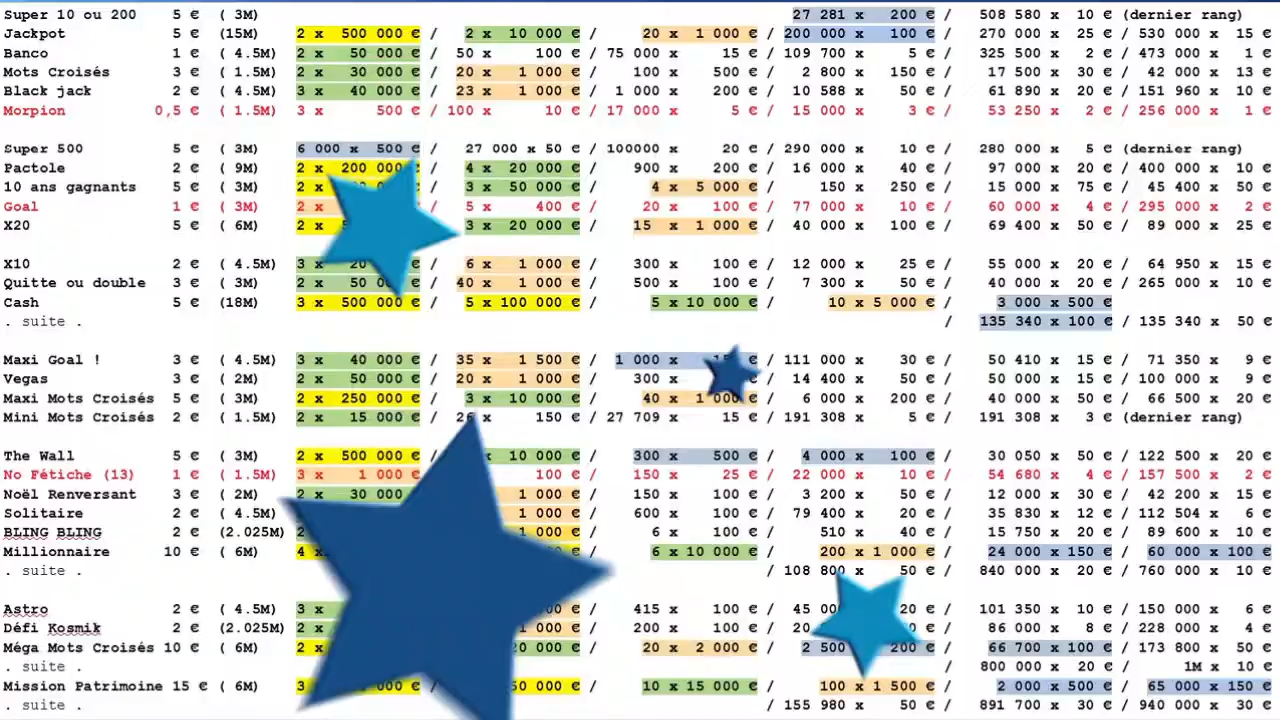 Super 10 ou 200 5 € ( 3M) 27 281 x 200 € / 508 580 x 10 € (dernier rang)
Jackpot 5 € (15M) 2 x 500 000 € / 2 x 10 000 € / 20 x 1 000 € / 200 000 x 100 € / 270 000 x 25 € / 530 000 x 15 €
Banco 1 € ( 4.5M) 2 x 50 000 € / 50 x 100 € / 75 000 x 15 € / 109 700 x 5 € / 325 500 x 2 € / 473 000 x 1 €
Mots Croisés 3 € ( 1.5M) 2 x 30 000 € / 20 x 1 000 € / 100 x 500 € / 2 800 x 150 € / 17 500 x 30 € / 42 000 x 13 €
Black jack 2 € ( 4.5M) 3 x 40 000 € / 23 x 1 000 € / 1 000 x 200 € / 10 588 x 50 € / 61 890 x 20 € / 151 960 x 10 €
Morpion 0,5 € ( 1.5M) 3 x 500 € / 100 x 10 € / 17 000 x 5 € / 15 000 x 3 € / 53 250 x 2 € / 256 000 x 1 €
Super 500 5 € ( 3M) 6 000 x 500 € / 27 000 x 50 € / 100000 x 20 € / 290 000 x 10 € / 280 000 x 5 € (dernier rang)
Pactole 2 € ( 9M) 2 x 200 000 € / 4 x 20 000 € / 900 x 200 € / 16 000 x 40 € / 97 000 x 20 € / 400 000 x 10 €
10 ans gagnants 5 € ( 3M) 2 x € / 3 x 50 000 € / 4 x 5 000 € / 150 x 250 € / 15 000 x 75 € / 45 400 x 50 €
Goal 1 € ( 3M) 2 x / 5 x 400 € / 20 x 100 € / 77 000 x 10 € / 60 000 x 4 € / 295 000 x 2 €
X20 5 € ( 6M) 2 x / 3 x 20 000 € / 15 x 1 000 € / 40 000 x 100 € / 69 400 x 50 € / 89 000 x 25 €
X10 2 € ( 4.5M) 3 x 20 € / 6 x 1 000 € / 300 x 100 € / 12 000 x 25 € / 55 000 x 20 € / 64 950 x 15 €
Quitte ou double 3 € ( 4.5M) 2 x 50 € / 40 x 1 000 € / 500 x 100 € / 7 300 x 50 € / 40 000 x 20 € / 265 000 x 10 €
Cash 5 € (18M) 3 x 500 000 € / 5 x 100 000 € / 5 x 10 000 € / 10 x 5 000 € / 3 000 x 500 €
. suite . / 135 340 x 100 € / 135 340 x 50 €
Maxi Goal ! 3 € ( 4.5M) 3 x 40 000 € / 35 x 1 500 € / 1 000 x € / 111 000 x 30 € / 50 410 x 15 € / 71 350 x 9 €
Vegas 3 € ( 2M) 2 x 50 000 € / 20 x 1 000 € / 300 x € / 14 400 x 50 € / 50 000 x 15 € / 100 000 x 9 €
Maxi Mots Croisés 5 € ( 6M) 2 x 250 000 € / 3 x 10 000 € / 40 x 1 000 € / 6 000 x 200 € / 40 000 x 50 € / 66 500 x 20 €
Mini Mots Croisés 2 € ( 1.5M) 2 x 15 000 € / 26 x 150 € / 27 709 x 15 € / 191 308 x 5 € / 191 308 x 3 € (dernier rang)
The Wall 5 € ( 3M) 2 x 500 000 € / 10 000 € / 300 x 500 € / 4 000 x 100 € / 30 050 x 50 € / 122 500 x 20 €
No Fétiche (13) 1 € ( 1.5M) 3 x 1 000 € / 100 € / 150 x 25 € / 22 000 x 10 € / 54 680 x 4 € / 157 500 x 2 €
Noël Renversant 3 € ( 2M) 2 x 30 000 000 € / 150 x 100 € / 3 200 x 50 € / 12 000 x 30 € / 42 200 x 15 €
Solitaire 2 € ( 4.5M) 1 000 € / 600 x 100 € / 79 400 x 20 € / 35 830 x 12 € / 112 504 x 6 €
BLING BLING 2 € (2.025M) 2 1 000 € / 6 x 100 € / 510 x 40 € / 15 750 x 20 € / 89 600 x 10 €
Millionnaire 10 € ( 6M) 4 x 000 € / 6 x 10 000 € / 200 x 1 000 € / 24 000 x 150 € / 60 000 x 100 €
. suite . / 108 800 x 50 € / 840 000 x 20 € / 760 000 x 10 €
Astro 2 € ( 4.5M) 3 x 000 € / 415 x 100 € / 45 20 € / 101 350 x 10 € / 150 000 x 6 €
Défi Kosmik 2 € (2.025M) 2 x 000 € / 200 x 100 € / 20 € / 86 000 x 8 € / 228 000 x 4 €
Méga Mots Croisés 10 € ( 6M) 2 x 000 € / 20 x 2 000 € / 2 500 200 € / 66 700 x 100 € / 173 800 x 50 €
. suite . / 800 000 x 20 € / 1M x 10 €
Mission Patrimoine 15 € ( 6M) 3 000 € / 10 x 15 000 € / 100 x 1 500 € / 2 000 x 500 € / 65 000 x 150 €
. suite . / 155 980 x 50 € / 891 700 x 30 € / 940 000 x 30 €